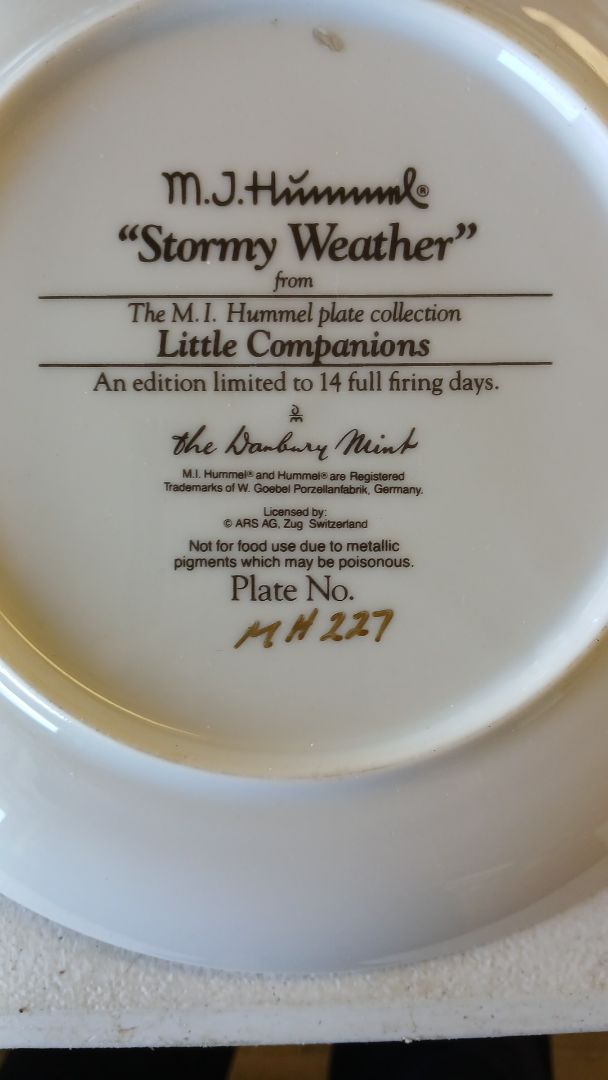 M.J.Hummel®
“Stormy Weather”
from
The M.I. Hummel plate collection
Little Companions
An edition limited to 14 full firing days.
the Danbury Mint
M.I. Hummel® and Hummel® are Registered
Trademarks of W. Goebel Porzellanfabrik, Germany.
Licensed by:
© ARS AG, Zug Switzerland
Not for food use due to metallic
pigments which may be poisonous.
Plate No.
MH227